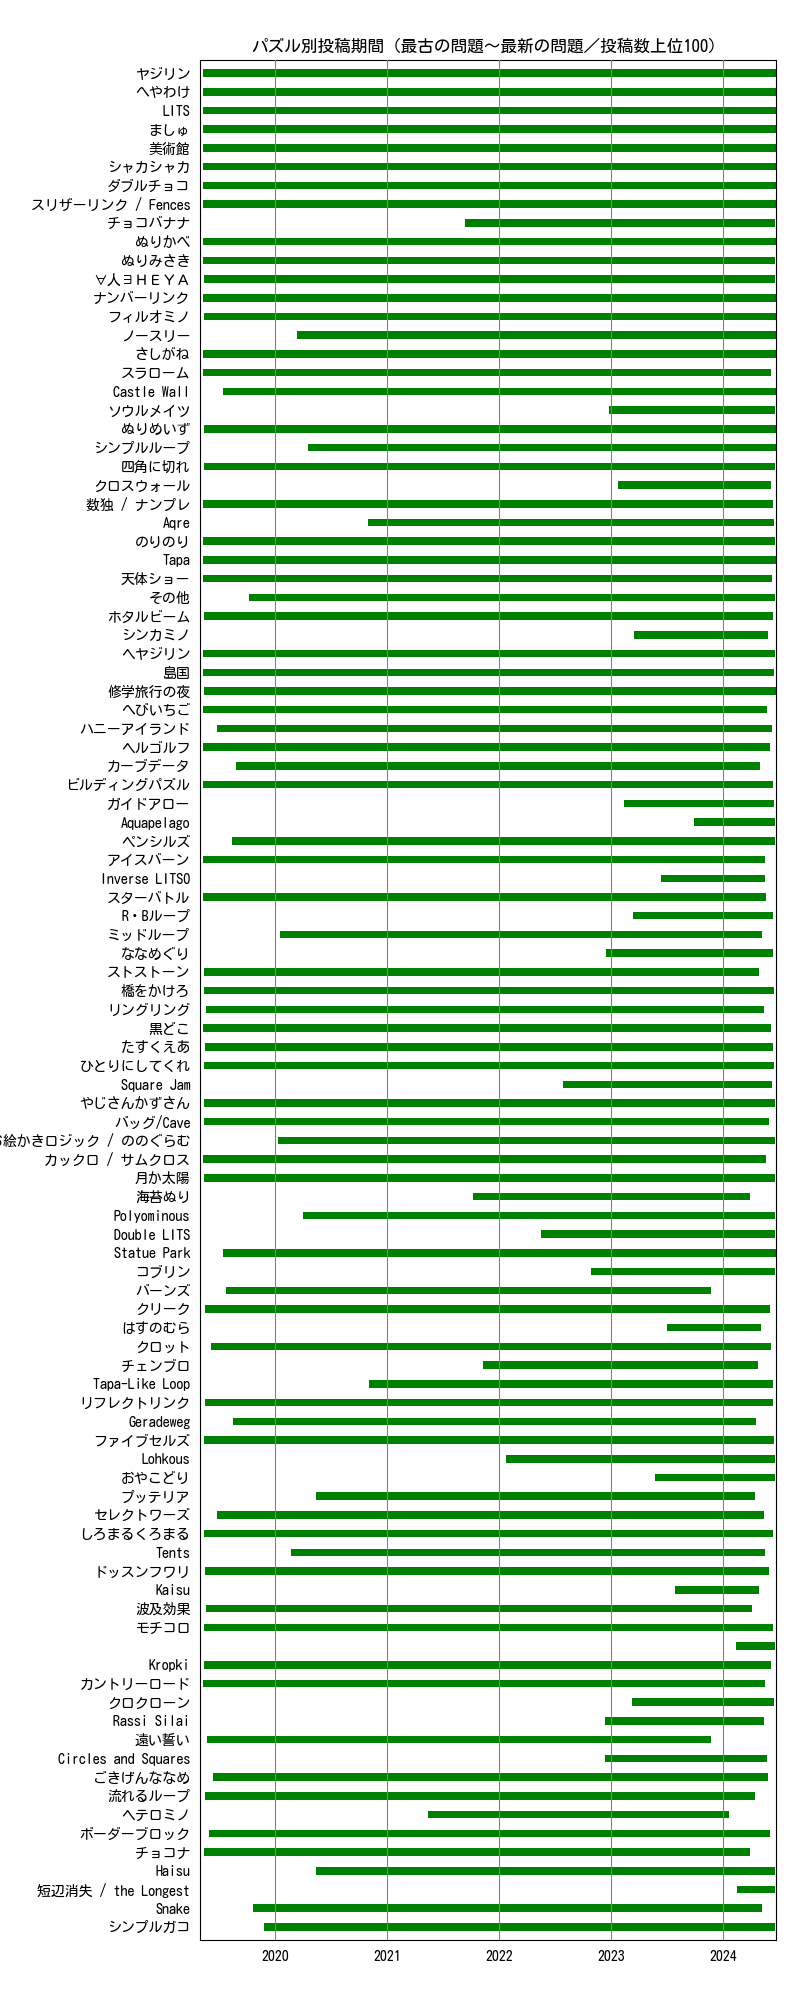 パズル別投稿期間（最古の問題～最新の問題／投稿数上位100）
ヤジリン
へやわけ
LITS
ましゅ
美術館
シャカシャカ
ダブルチョコ
スリザーリンク / Fences
チョコバナナ
ぬりかべ
ぬりみさき
∀人∃ＨＥＹＡ
ナンバーリンク
フィルオミノ
ノースリー
さしがね
スラローム
Castle Wall
ソウルメイツ
ぬりめいず
シンプルループ
四角に切れ
クロスウォール
数独 / ナンプレ
Aqre
のりのり
Tapa
天体ショー
その他
ホタルビーム
シンカミノ
ヘヤジリン
島国
修学旅行の夜
へびいちご
ハニーアイランド
ヘルゴルフ
カーブデータ
ビルディングパズル
ガイドアロー
Aquapelago
ペンシルズ
アイスバーン
Inverse LITSO
スターバトル
R・Bループ
ミッドループ
ななめぐり
ストストーン
橋をかけろ
リングリング
黒どこ
たすくえあ
ひとりにしてくれ
Square Jam
やじさんかずさん
バッグ/Cave
絵かきロジック / ののぐらむ
カックロ / サムクロス
月か太陽
海苔ぬり
Polyominous
Double LITS
Statue Park
コブリン
バーンズ
クリーク
はすのむら
クロット
チェンブロ
Tapa-Like Loop
リフレクトリンク
Geradeweg
ファイブセルズ
Lohkous
おやこどり
プッテリア
セレクトワーズ
しろまるくろまる
Tents
ドッスンフワリ
Kaisu
波及効果
モチコロ
Kropki
カントリーロード
クロクローン
Rassi Silai
遠い誓い
Circles and Squares
ごきげんななめ
流れるループ
ヘテロミノ
ボーダーブロック
チョコナ
Haisu
短辺消失 / the Longest
Snake
シンプルガコ
2020 2021 2022 2023 2024